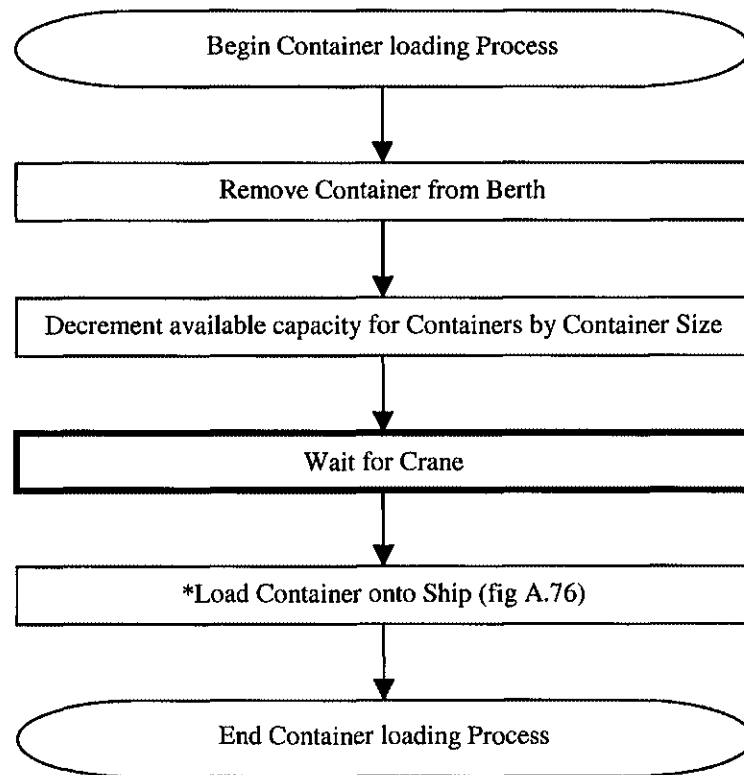 Begin Container loading Process
Remove Container from Berth
Decrement available capacity for Containers by Container Size
Wait for Crane
*Load Container onto Ship (fig A.76)
End Container loading Process